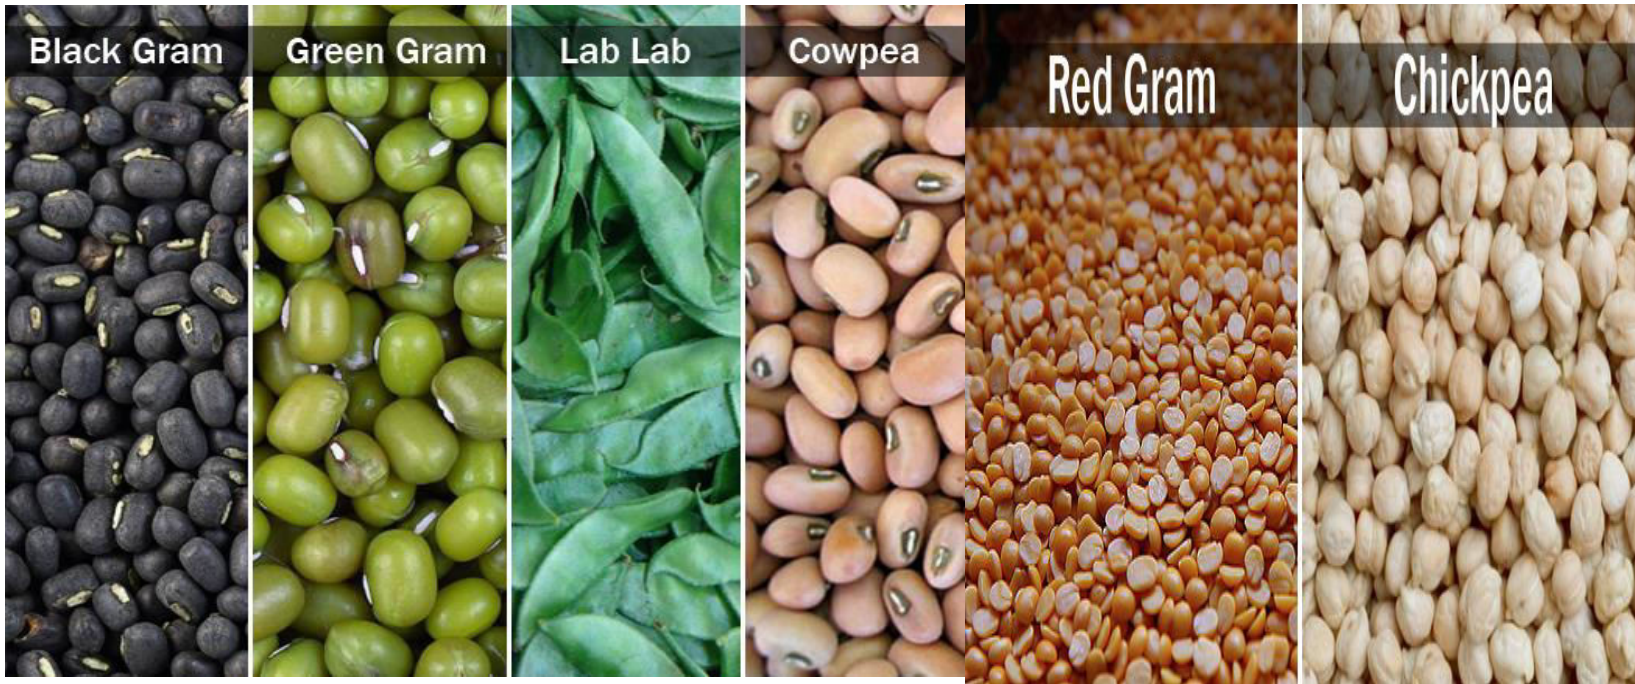 Black Gram
Green Gram
Lab Lab
Cowpea
Red Gram
Chickpea